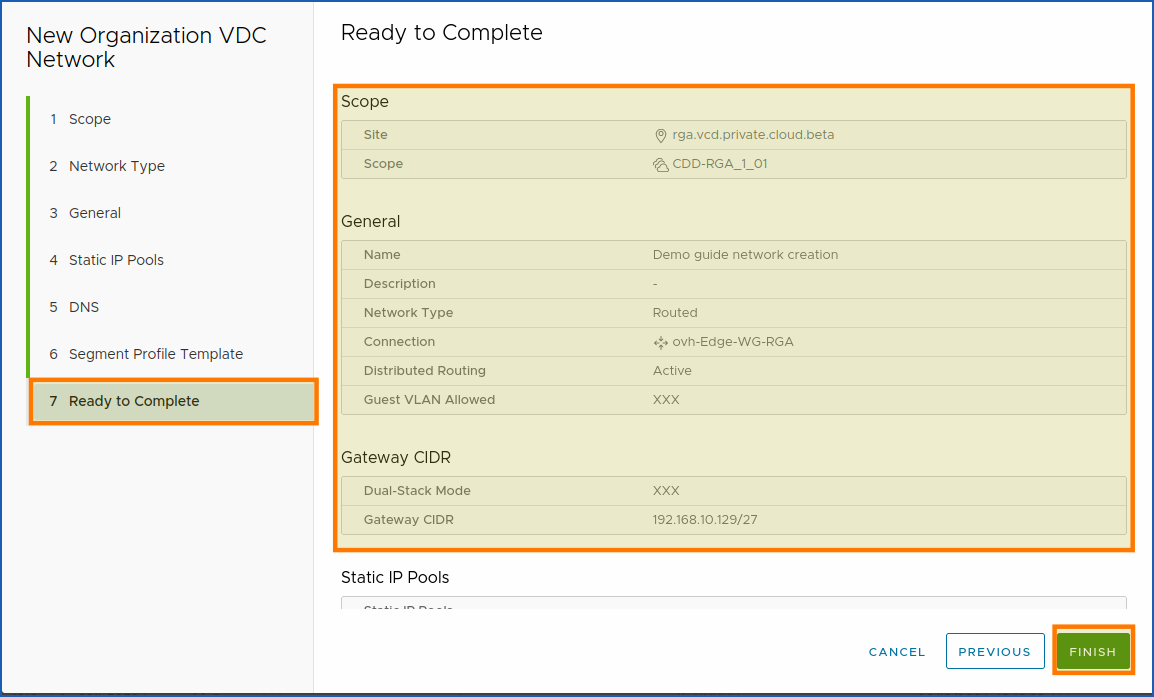 New Organization VDC
Network
1 Scope
2 Network Type
3 General
4 Static IP Pools
5 DNS
6 Segment Profile Template
7 Ready to Complete
Ready to Complete
Scope
Site rga.vcd.private.cloud.beta
Scope CDD-RGA_1_01
General
Name Demo guide network creation
Description -
Network Type Routed
Connection ovh-Edge-WG-RGA
Distributed Routing Active
Guest VLAN Allowed XXX
Gateway CIDR
Dual-Stack Mode XXX
Gateway CIDR 192.168.10.129/27
Static IP Pools
Static IP Pools
CANCEL PREVIOUS FINISH